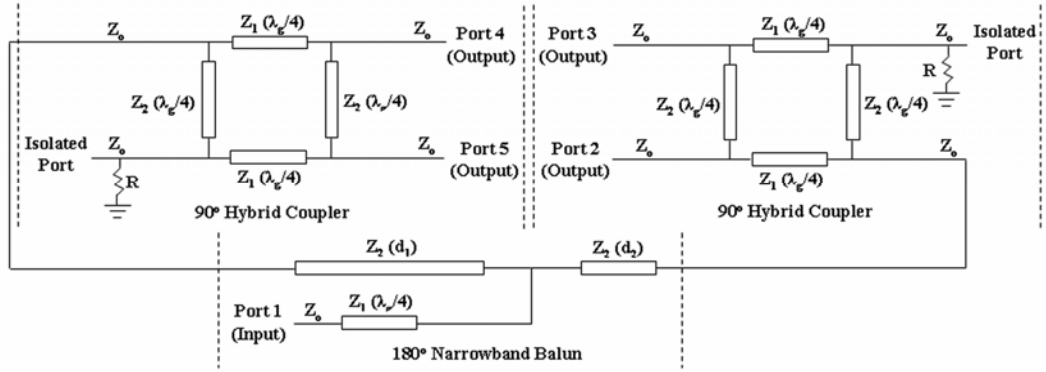 Z₀ Z₁ (λg/4) Z₀ Port 4 (Output)
Port 3 (Output) Z₀ Z₁ (λg/4) Z₀ Isolated Port
Z₂ (λg/4) Z₂ (λg/4)
Z₂ (λg/4) Z₂ (λg/4) R
Isolated Port Z₀ R Z₁ (λg/4) Z₀ Port 5 (Output)
Port 2 (Output) Z₀ Z₁ (λg/4) Z₀
90° Hybrid Coupler
90° Hybrid Coupler
Z₂ (d₁) Z₂ (d₂)
Port 1 (Input) Z₀ Z₁ (λg/4)
180° Narrowband Balun